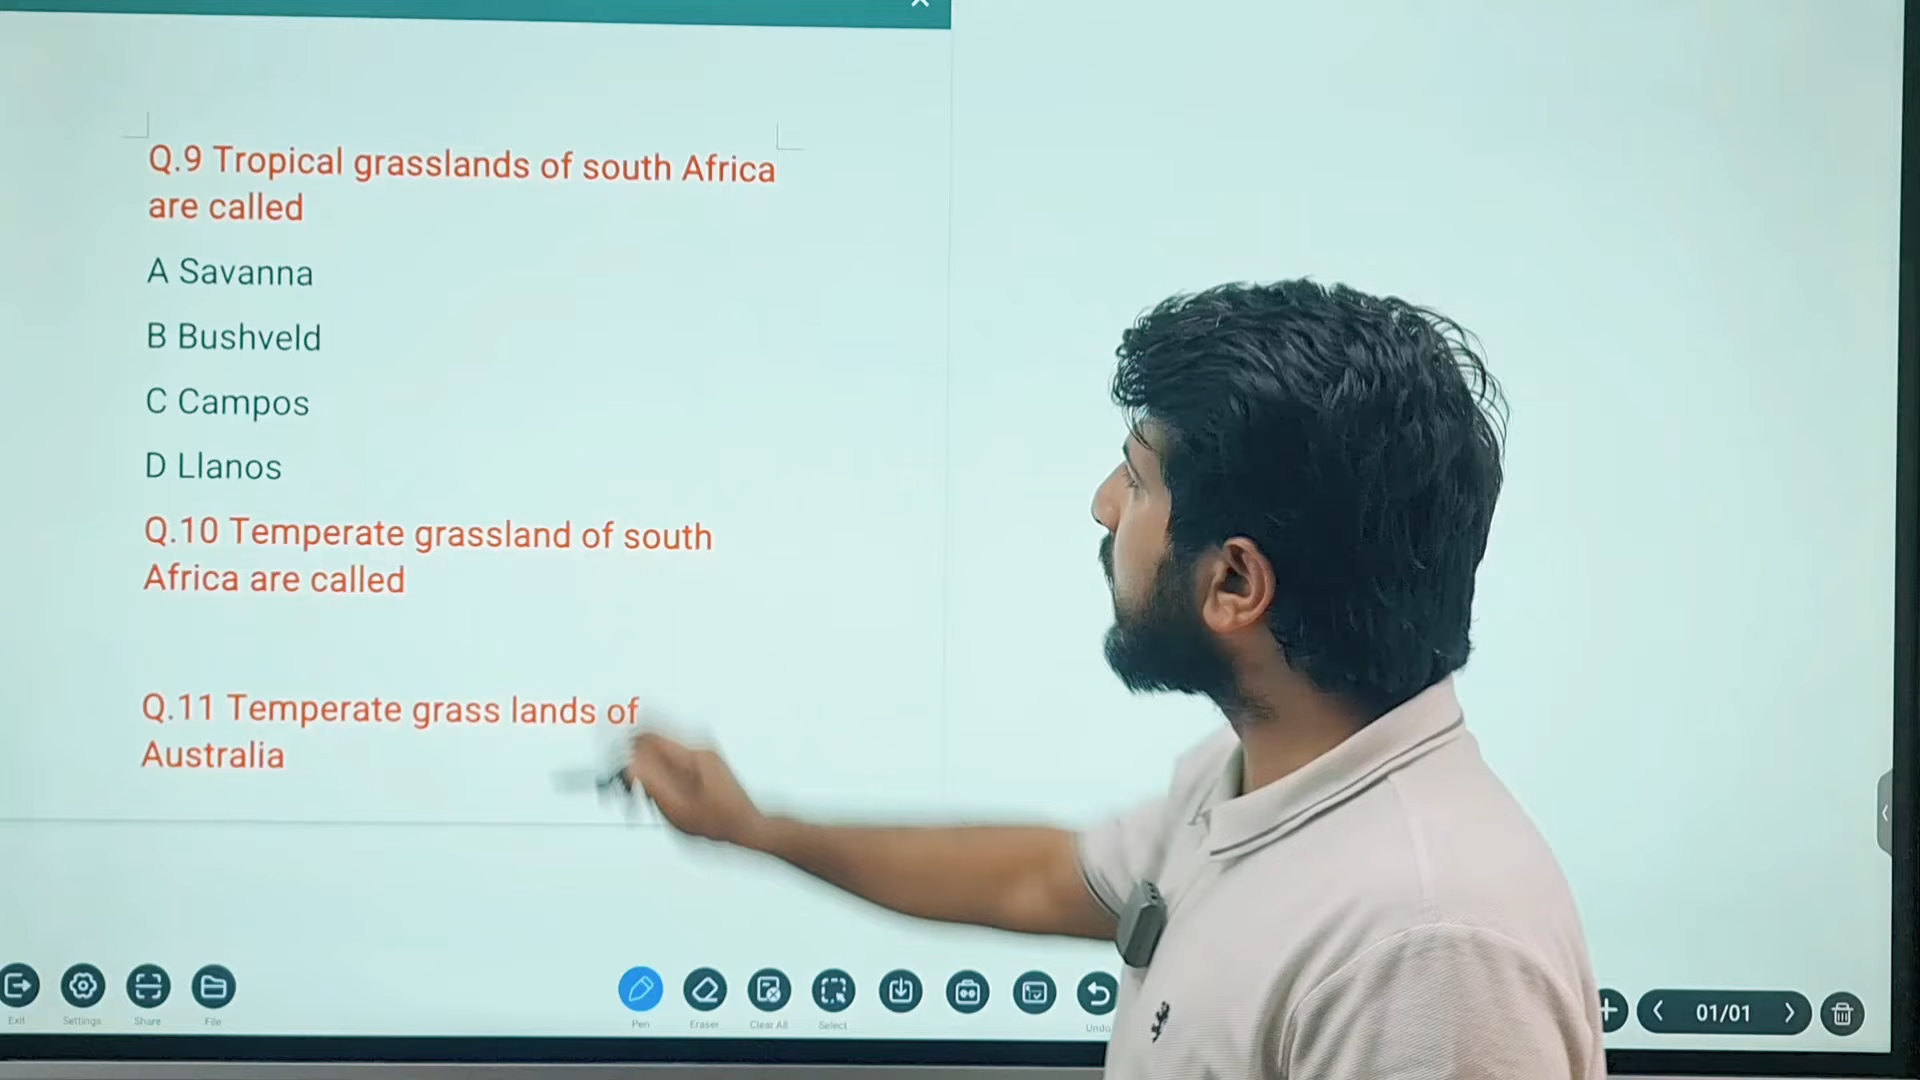 Q.9 Tropical grasslands of south Africa
are called
A Savanna
B Bushveld
C Campos
D Llanos
Q.10 Temperate grassland of south
Africa are called
Q.11 Temperate grass lands of
Australia
Exit
Settings
Share
File
Pen
Eraser
Clear All
Select
Undo
01/01